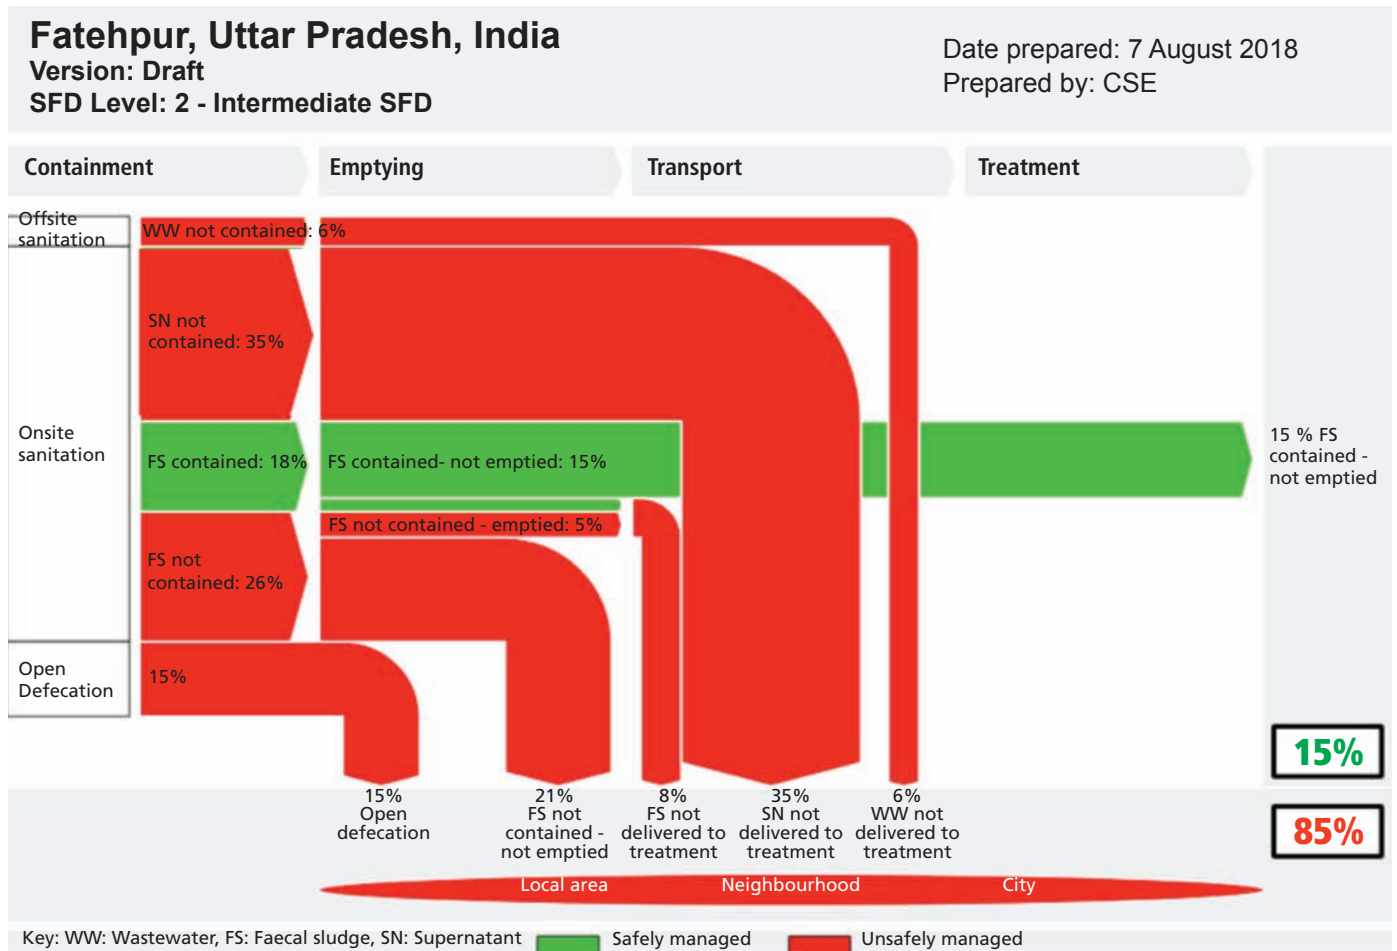 Fatehpur, Uttar Pradesh, India
Version: Draft
SFD Level: 2 - Intermediate SFD
Date prepared: 7 August 2018
Prepared by: CSE
Containment
Emptying
Transport
Treatment
Offsite
sanitation
WW not contained: 6%
SN not
contained: 35%
Onsite
sanitation
FS contained: 18%
FS contained- not emptied: 15%
15 % FS
contained -
not emptied
FS not contained - emptied: 5%
FS not
contained: 26%
Open
Defecation
15%
15%
85%
15%
Open
defecation
21%
FS not
contained -
not emptied
8%
FS not
delivered to
treatment
35%
SN not
delivered to
treatment
6%
WW not
delivered to
treatment
Local area
Neighbourhood
City
Key: WW: Wastewater, FS: Faecal sludge, SN: Supernatant
Safely managed
Unsafely managed